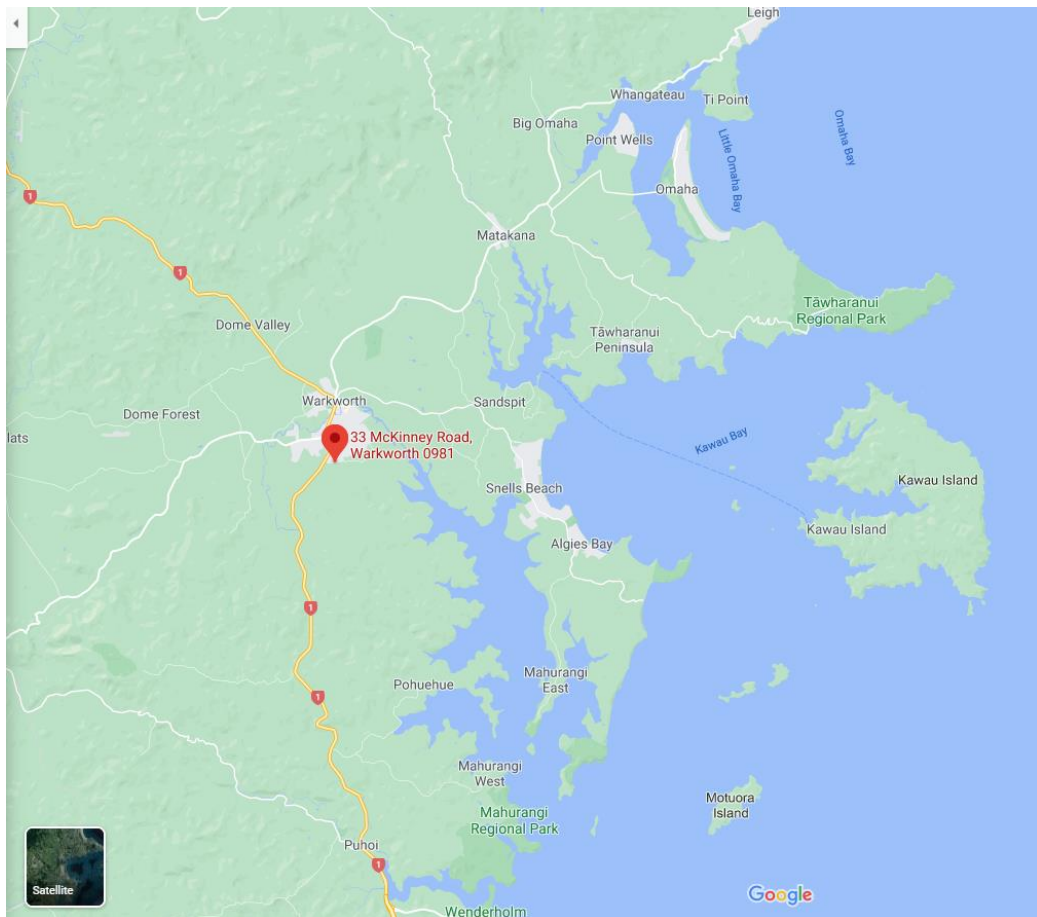 Leigh
Whangateau
Ti Point
Big Omaha
Point Wells
Omaha Bay
Little Omaha Bay
Omaha
1
Matakana
1
Tāwharanui
Regional Park
Dome Valley
Tāwharanui
Peninsula
Warkworth
Sandspit
Dome Forest
lats
33 McKinney Road,
Warkworth 0981
Kawau Bay
Kawau Island
Snells Beach
Kawau Island
Algies Bay
1
Mahurangi
East
Pohuehue
1
Mahurangi
West
Motuora
Island
Mahurangi
Regional Park
Puhoi
1
Satellite
Google
Wenderholm